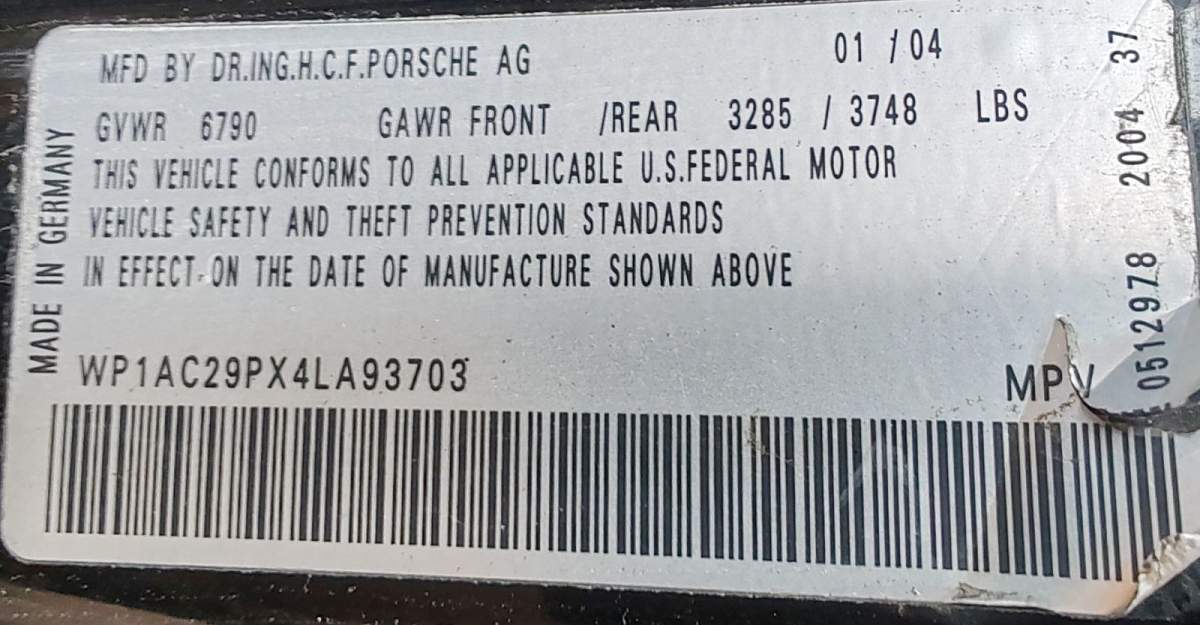 MFD BY DR.ING.H.C.F.PORSCHE AG 01 / 04
GVWR 6790 GAWR FRONT /REAR 3285 / 3748 LBS
THIS VEHICLE CONFORMS TO ALL APPLICABLE U.S.FEDERAL MOTOR
VEHICLE SAFETY AND THEFT PREVENTION STANDARDS
IN EFFECT ON THE DATE OF MANUFACTURE SHOWN ABOVE
WP1AC29PX4LA93703 MPV
MADE IN GERMANY
0512978 2004 37